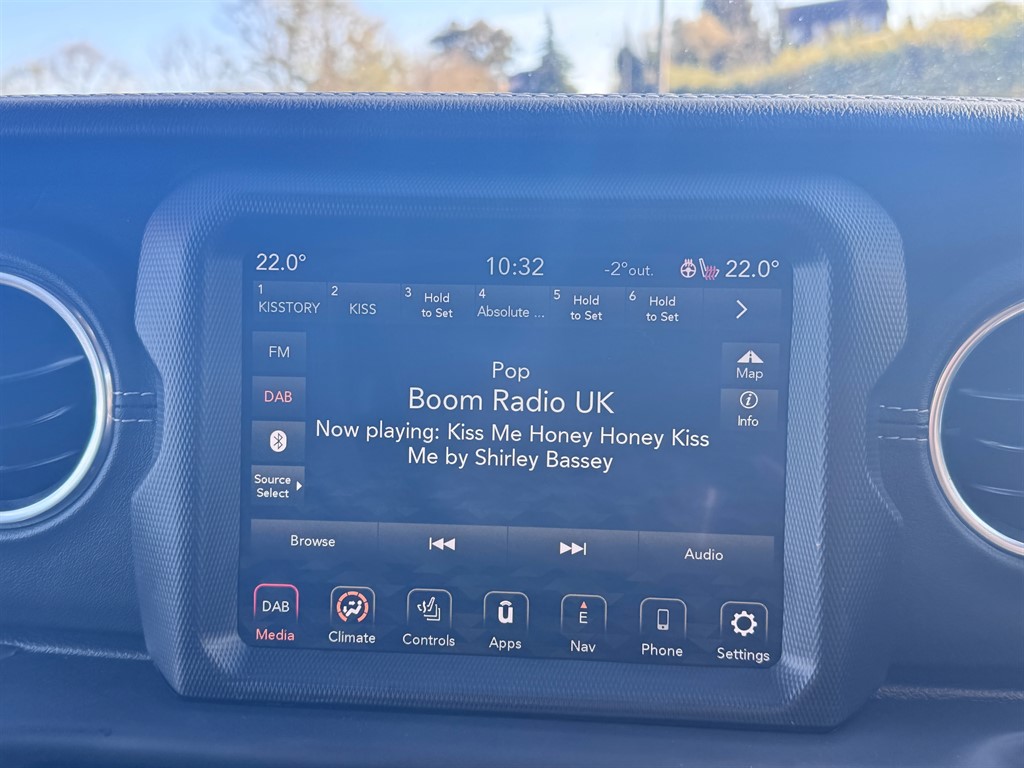 22.0° 10:32 -2°out. 22.0°
1 KISSTORY 2 KISS 3 Hold to Set 4 Absolute ... 5 Hold to Set 6 Hold to Set
FM
DAB
Source
Select
Pop
Boom Radio UK
Now playing: Kiss Me Honey Honey Kiss
Me by Shirley Bassey
Map
Info
Browse Audio
DAB E
Media Climate Controls Apps Nav Phone Settings